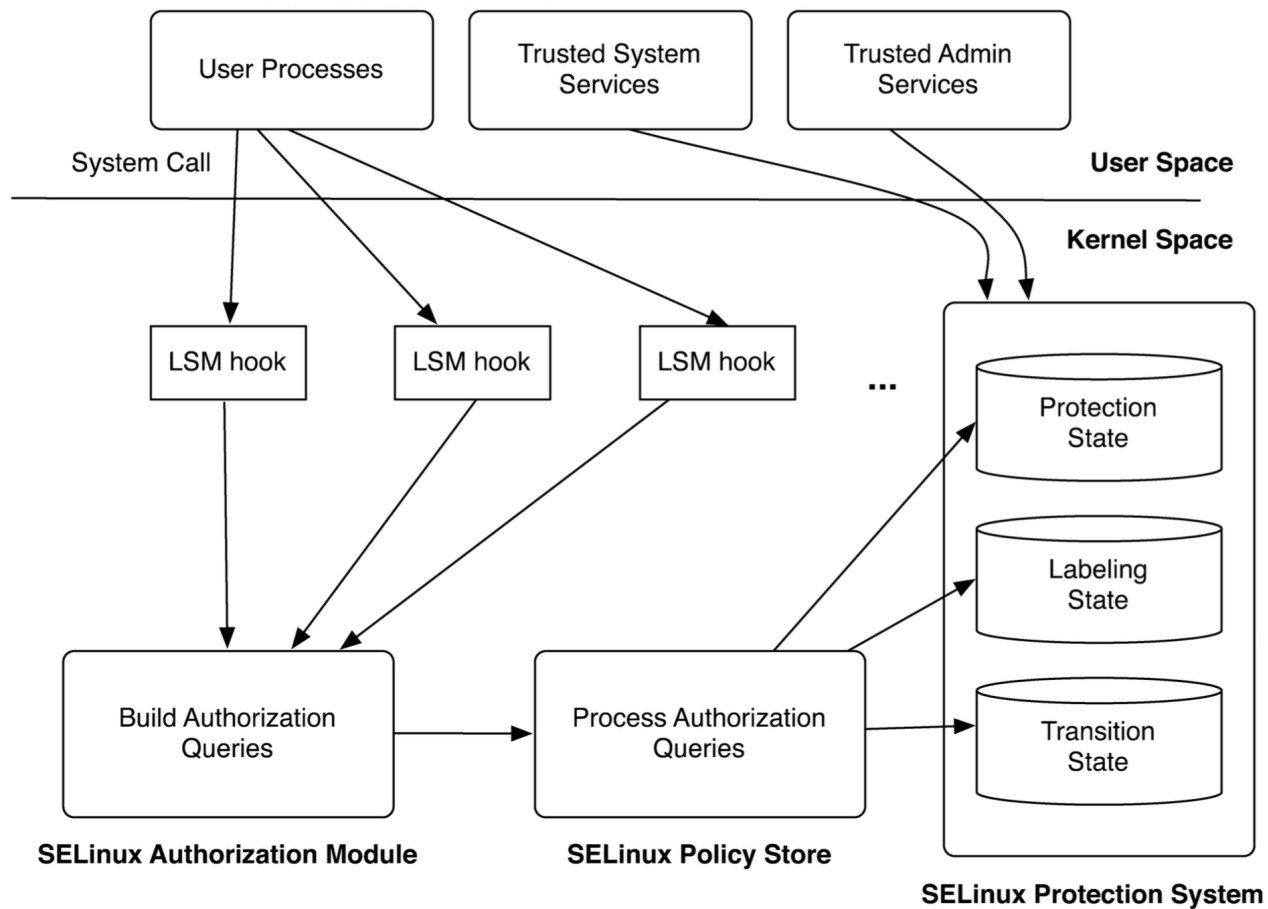 User Processes
Trusted System
Services
Trusted Admin
Services
System Call
User Space
Kernel Space
LSM hook
LSM hook
LSM hook
...
Protection
State
Labeling
State
Transition
State
Build Authorization
Queries
Process Authorization
Queries
SELinux Authorization Module
SELinux Policy Store
SELinux Protection System